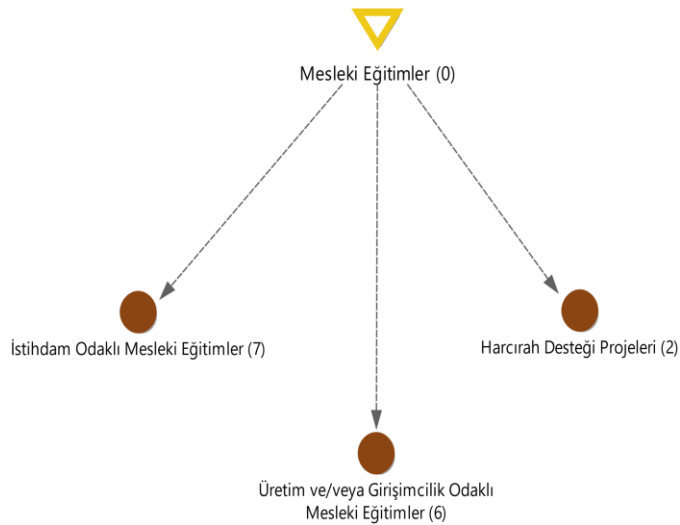 Mesleki Eğitimler (0)
İstihdam Odaklı Mesleki Eğitimler (7)
Harcırah Desteği Projeleri (2)
Üretim ve/veya Girişimcilik Odaklı
Mesleki Eğitimler (6)